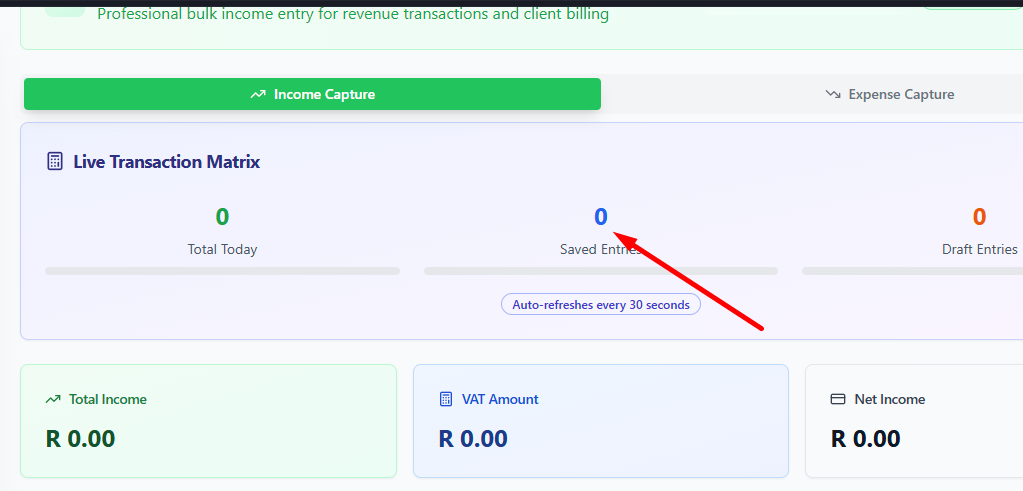 Professional bulk income entry for revenue transactions and client billing
Income Capture
Expense Capture
Live Transaction Matrix
0
0
0
Total Today
Saved Entries
Draft Entries
Auto-refreshes every 30 seconds
Total Income
VAT Amount
Net Income
R 0.00
R 0.00
R 0.00